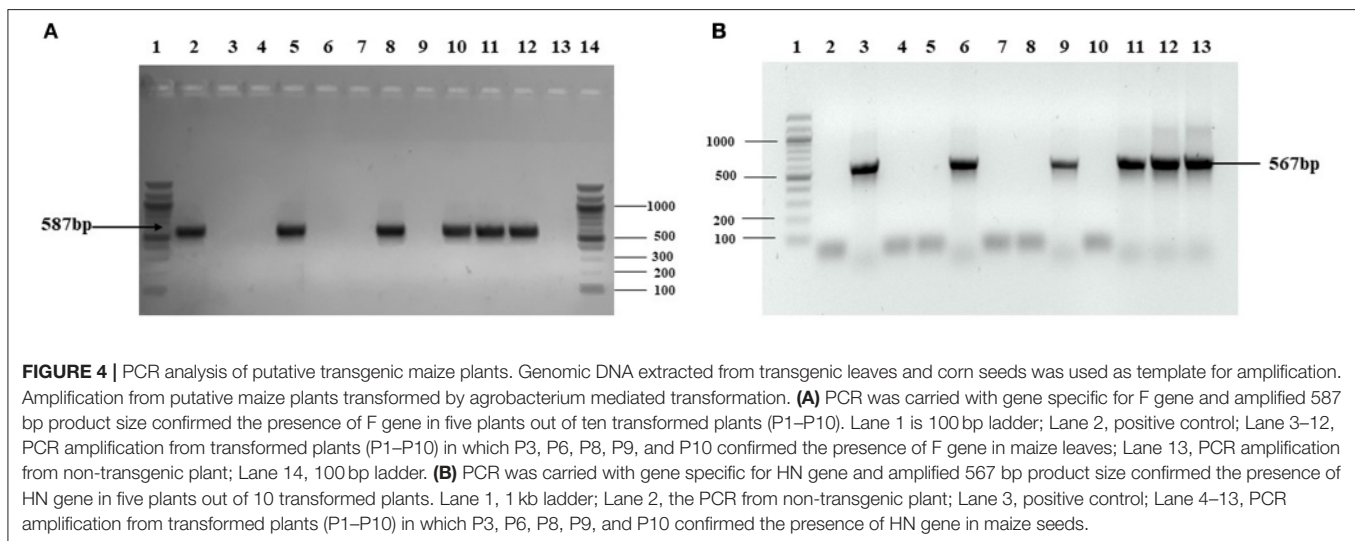 A
1 2 3 4 5 6 7 8 9 10 11 12 13 14
587bp
1000
500
300
200
100
B
1 2 3 4 5 6 7 8 9 10 11 12 13
1000
500
200
100
567bp
FIGURE 4 | PCR analysis of putative transgenic maize plants. Genomic DNA extracted from transgenic leaves and corn seeds was used as template for amplification.
Amplification from putative maize plants transformed by agrobacterium mediated transformation. (A) PCR was carried with gene specific for F gene and amplified 587
bp product size confirmed the presence of F gene in five plants out of ten transformed plants (P1–P10). Lane 1 is 100 bp ladder; Lane 2, positive control; Lane 3–12,
PCR amplification from transformed plants (P1–P10) in which P3, P6, P8, P9, and P10 confirmed the presence of F gene in maize leaves; Lane 13, PCR amplification
from non-transgenic plant; Lane 14, 100 bp ladder. (B) PCR was carried with gene specific for HN gene and amplified 567 bp product size confirmed the presence of
HN gene in five plants out of 10 transformed plants. Lane 1, 1 kb ladder; Lane 2, the PCR from non-transgenic plant; Lane 3, positive control; Lane 4–13, PCR
amplification from transformed plants (P1–P10) in which P3, P6, P8, P9, and P10 confirmed the presence of HN gene in maize seeds.